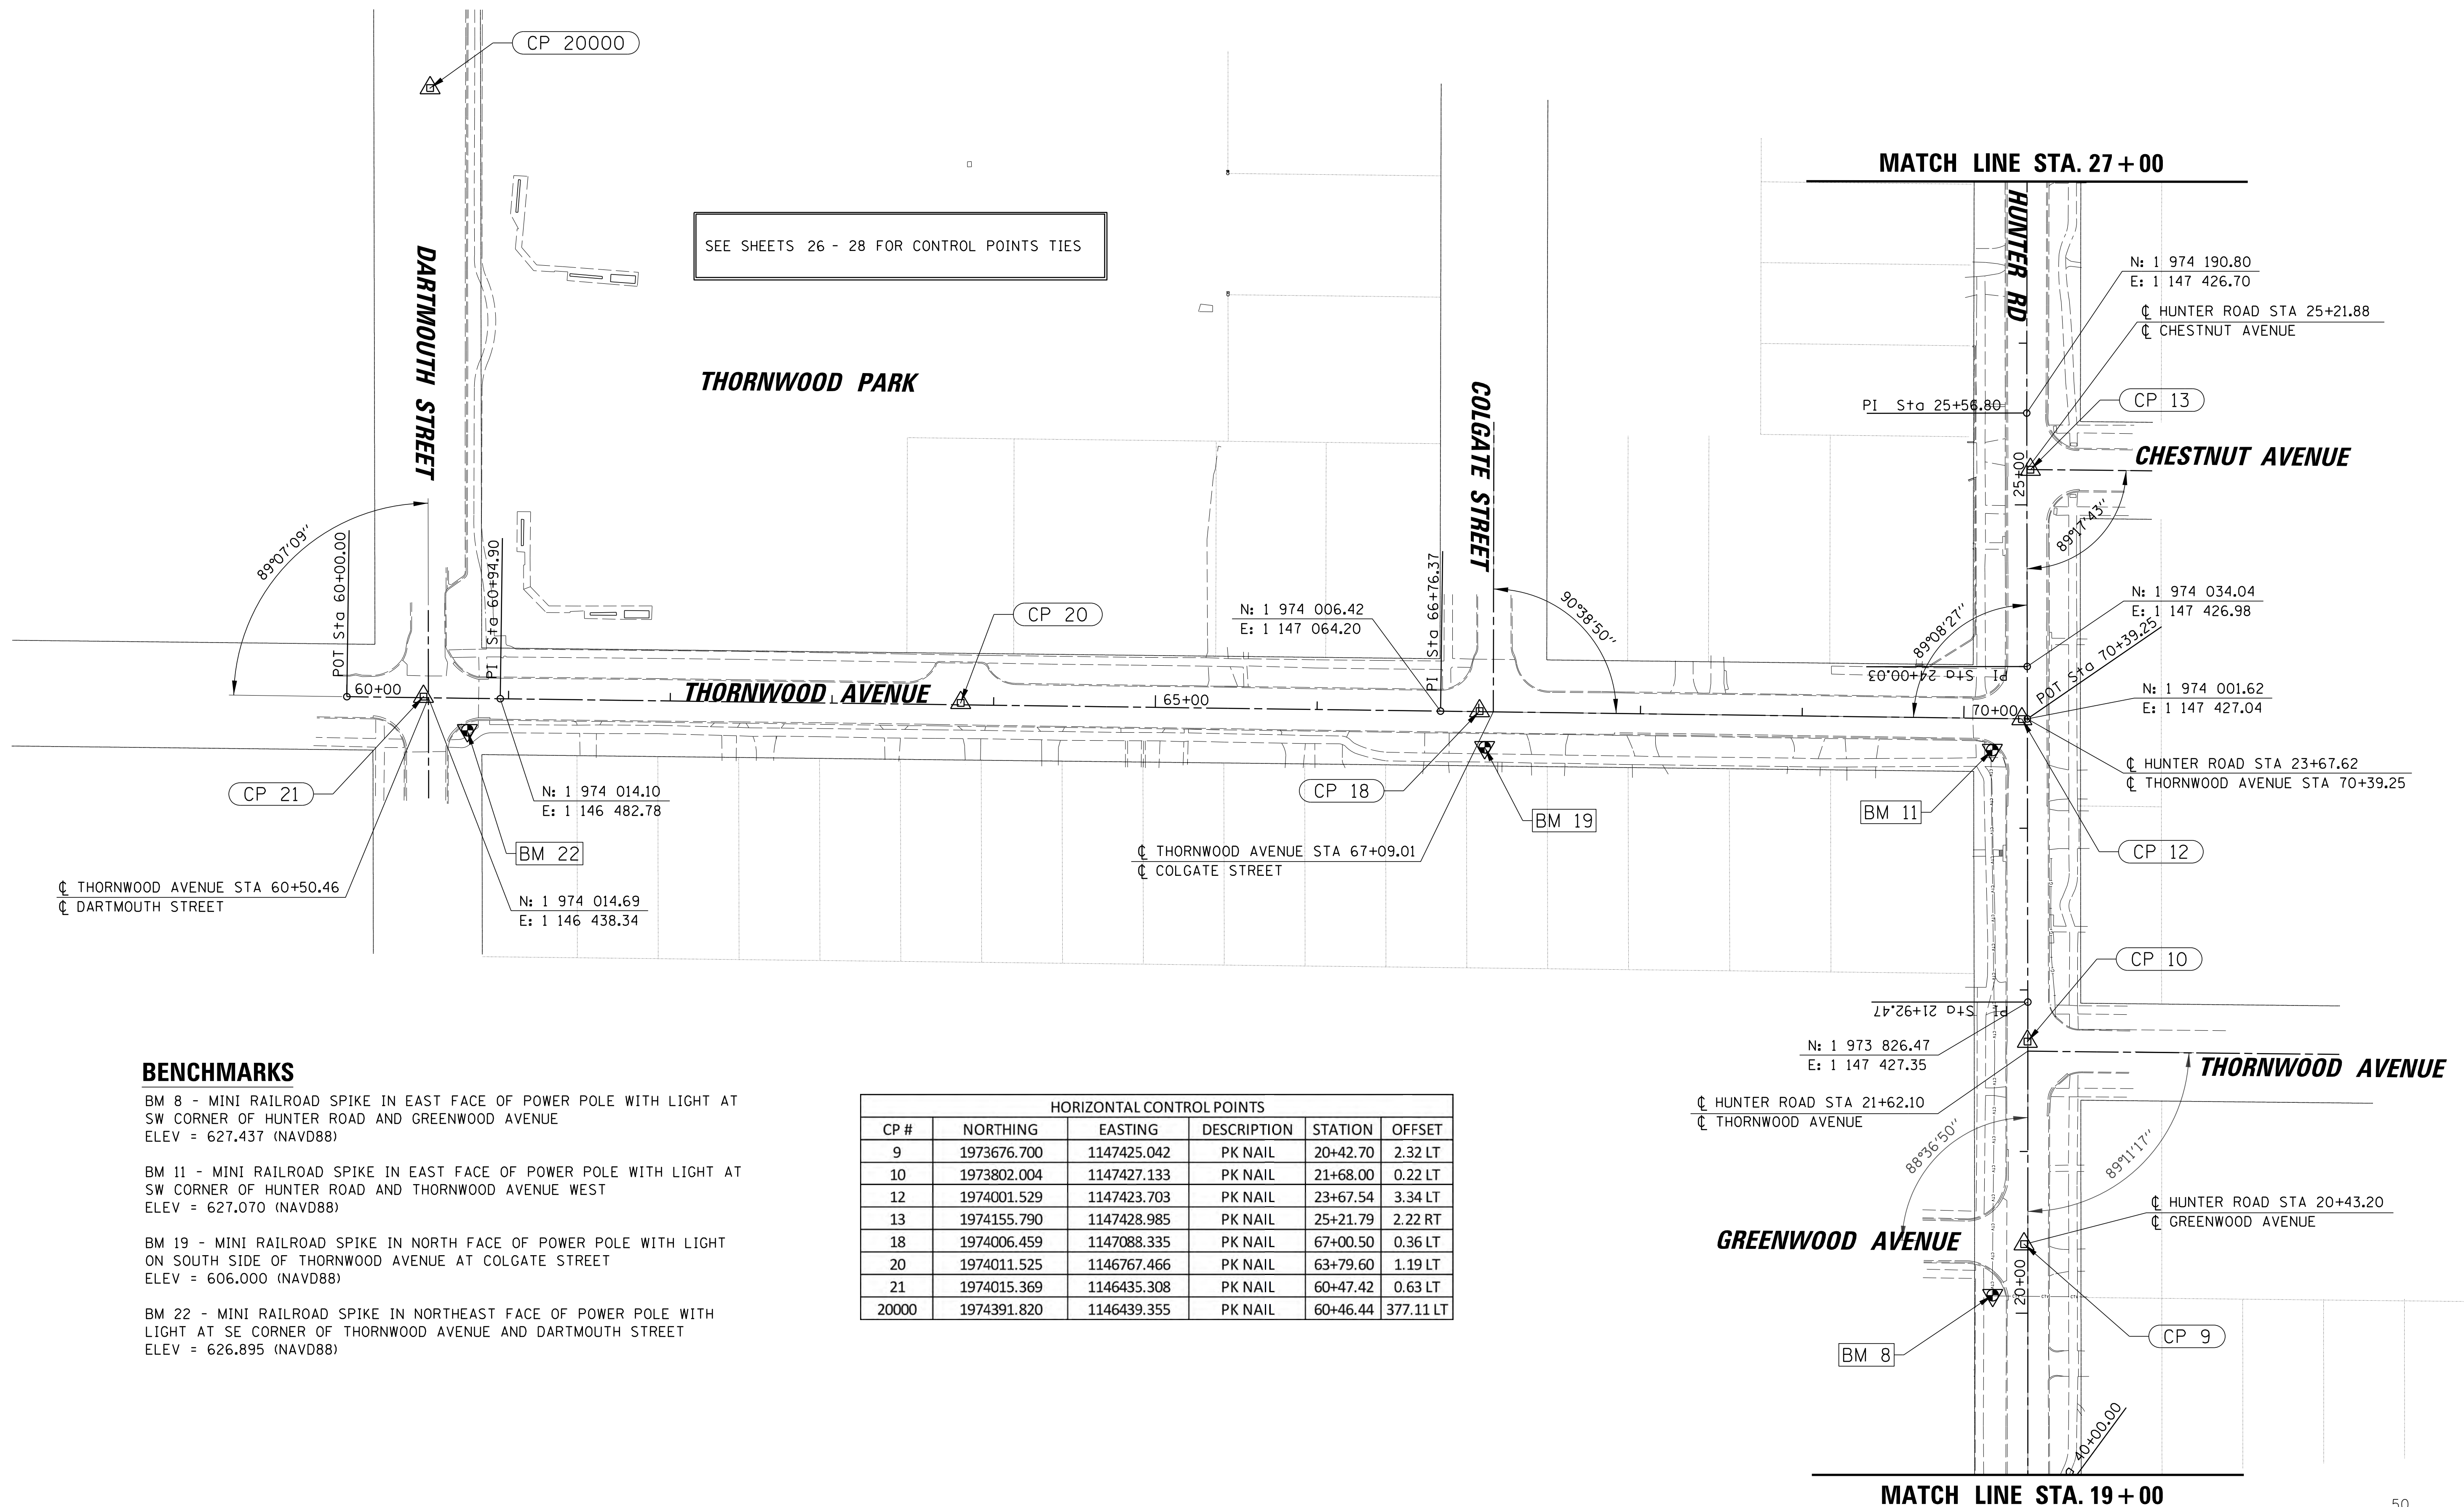 CP 20000
MATCH LINE STA. 27+00
HUNTER RD
SEE SHEETS 26 - 28 FOR CONTROL POINTS TIES
DARTMOUTH STREET
N: 1 974 190.80
E: 1 147 426.70
℄ HUNTER ROAD STA 25+21.88
℄ CHESTNUT AVENUE
THORNWOOD PARK
COLGATE STREET
PI Sta 25+56.80
CP 13
CHESTNUT AVENUE
25+00
89°17'43"
89°07'09"
POT Sta 60+00.00
PI Sta 60+94.90
PI Sta 66+76.37
90°38'50"
89°08'27"
CP 20
N: 1 974 006.42
E: 1 147 064.20
N: 1 974 034.04
E: 1 147 426.98
PI Sta 24+00.03
POT Sta 70+39.25
60+00
THORNWOOD AVENUE
65+00
70+00
N: 1 974 001.62
E: 1 147 427.04
℄ HUNTER ROAD STA 23+67.62
℄ THORNWOOD AVENUE STA 70+39.25
CP 21
N: 1 974 014.10
E: 1 146 482.78
CP 18
BM 19
BM 11
BM 22
CP 12
℄ THORNWOOD AVENUE STA 67+09.01
℄ COLGATE STREET
℄ THORNWOOD AVENUE STA 60+50.46
℄ DARTMOUTH STREET
N: 1 974 014.69
E: 1 146 438.34
CP 10
PI Sta 21+92.47
N: 1 973 826.47
E: 1 147 427.35
THORNWOOD AVENUE
℄ HUNTER ROAD STA 21+62.10
℄ THORNWOOD AVENUE
88°36'50"
89°11'17"
℄ HUNTER ROAD STA 20+43.20
℄ GREENWOOD AVENUE
GREENWOOD AVENUE
20+00
CP 9
BM 8
40+00.00
MATCH LINE STA. 19+00
50
BENCHMARKS
BM 8 - MINI RAILROAD SPIKE IN EAST FACE OF POWER POLE WITH LIGHT AT
SW CORNER OF HUNTER ROAD AND GREENWOOD AVENUE
ELEV = 627.437 (NAVD88)
BM 11 - MINI RAILROAD SPIKE IN EAST FACE OF POWER POLE WITH LIGHT AT
SW CORNER OF HUNTER ROAD AND THORNWOOD AVENUE WEST
ELEV = 627.070 (NAVD88)
BM 19 - MINI RAILROAD SPIKE IN NORTH FACE OF POWER POLE WITH LIGHT
ON SOUTH SIDE OF THORNWOOD AVENUE AT COLGATE STREET
ELEV = 606.000 (NAVD88)
BM 22 - MINI RAILROAD SPIKE IN NORTHEAST FACE OF POWER POLE WITH
LIGHT AT SE CORNER OF THORNWOOD AVENUE AND DARTMOUTH STREET
ELEV = 626.895 (NAVD88)
HORIZONTAL CONTROL POINTS
CP # NORTHING EASTING DESCRIPTION STATION OFFSET
9 1973676.700 1147425.042 PK NAIL 20+42.70 2.32 LT
10 1973802.004 1147427.133 PK NAIL 21+68.00 0.22 LT
12 1974001.529 1147423.703 PK NAIL 23+67.54 3.34 LT
13 1974155.790 1147428.985 PK NAIL 25+21.79 2.22 RT
18 1974006.459 1147088.335 PK NAIL 67+00.50 0.36 LT
20 1974011.525 1146767.466 PK NAIL 63+79.60 1.19 LT
21 1974015.369 1146435.308 PK NAIL 60+47.42 0.63 LT
20000 1974391.820 1146439.355 PK NAIL 60+46.44 377.11 LT